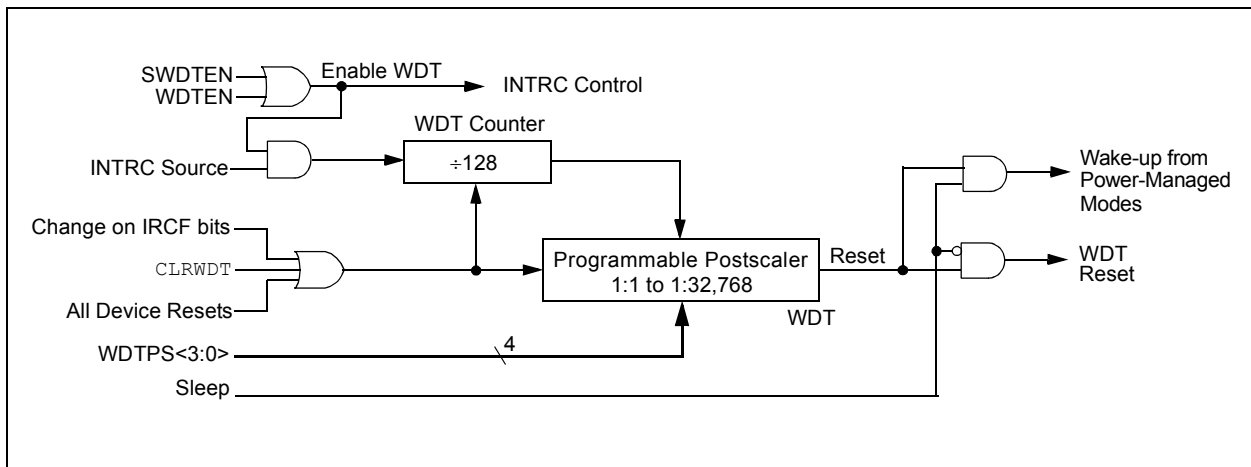 SWDTEN
WDTEN
Enable WDT
INTRC Control
WDT Counter
÷128
INTRC Source
Wake-up from
Power-Managed
Modes
Change on IRCF bits
CLRWDT
All Device Resets
Programmable Postscaler
1:1 to 1:32,768
Reset
WDT
WDT
Reset
WDTPS<3:0>
4
Sleep